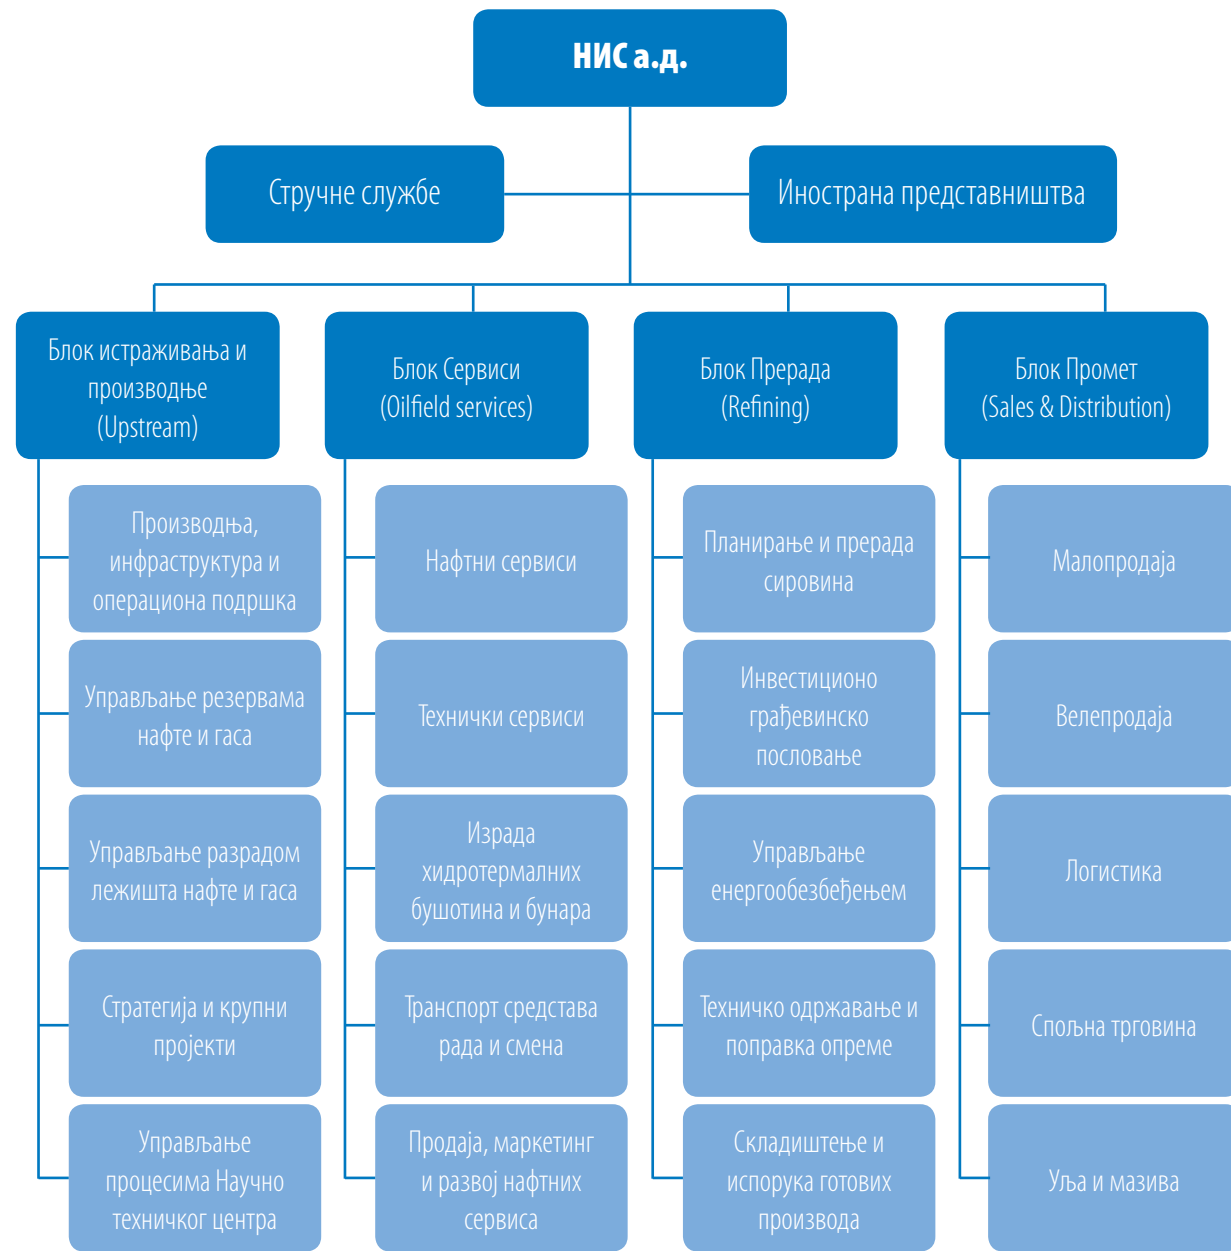 НИС а.д.
Стручне службе
Инострана представништва
Блок истраживања и
производње
(Upstream)
Блок Сервиси
(Oilfield services)
Блок Прерада
(Refining)
Блок Промет
(Sales & Distribution)
Производња,
инфраструктура и
операциона подршка
Управљање резервама
нафте и гаса
Управљање разрадом
лежишта нафте и гаса
Стратегија и крупни
пројекти
Управљање
процесима Научно
техничког центра
Нафтни сервиси
Технички сервиси
Израда
хидротермалних
бушотина и бунара
Транспорт средстава
рада и смена
Продаја, маркетинг
и развој нафтних
сервиса
Планирање и прерада
сировина
Инвестиционо
грађевинско
пословање
Управљање
енергообезбеђењем
Техничко одржавање и
поправка опреме
Складиштење и
испорука готових
производа
Малопродаја
Велепродаја
Логистика
Спољна трговина
Уља и мазива